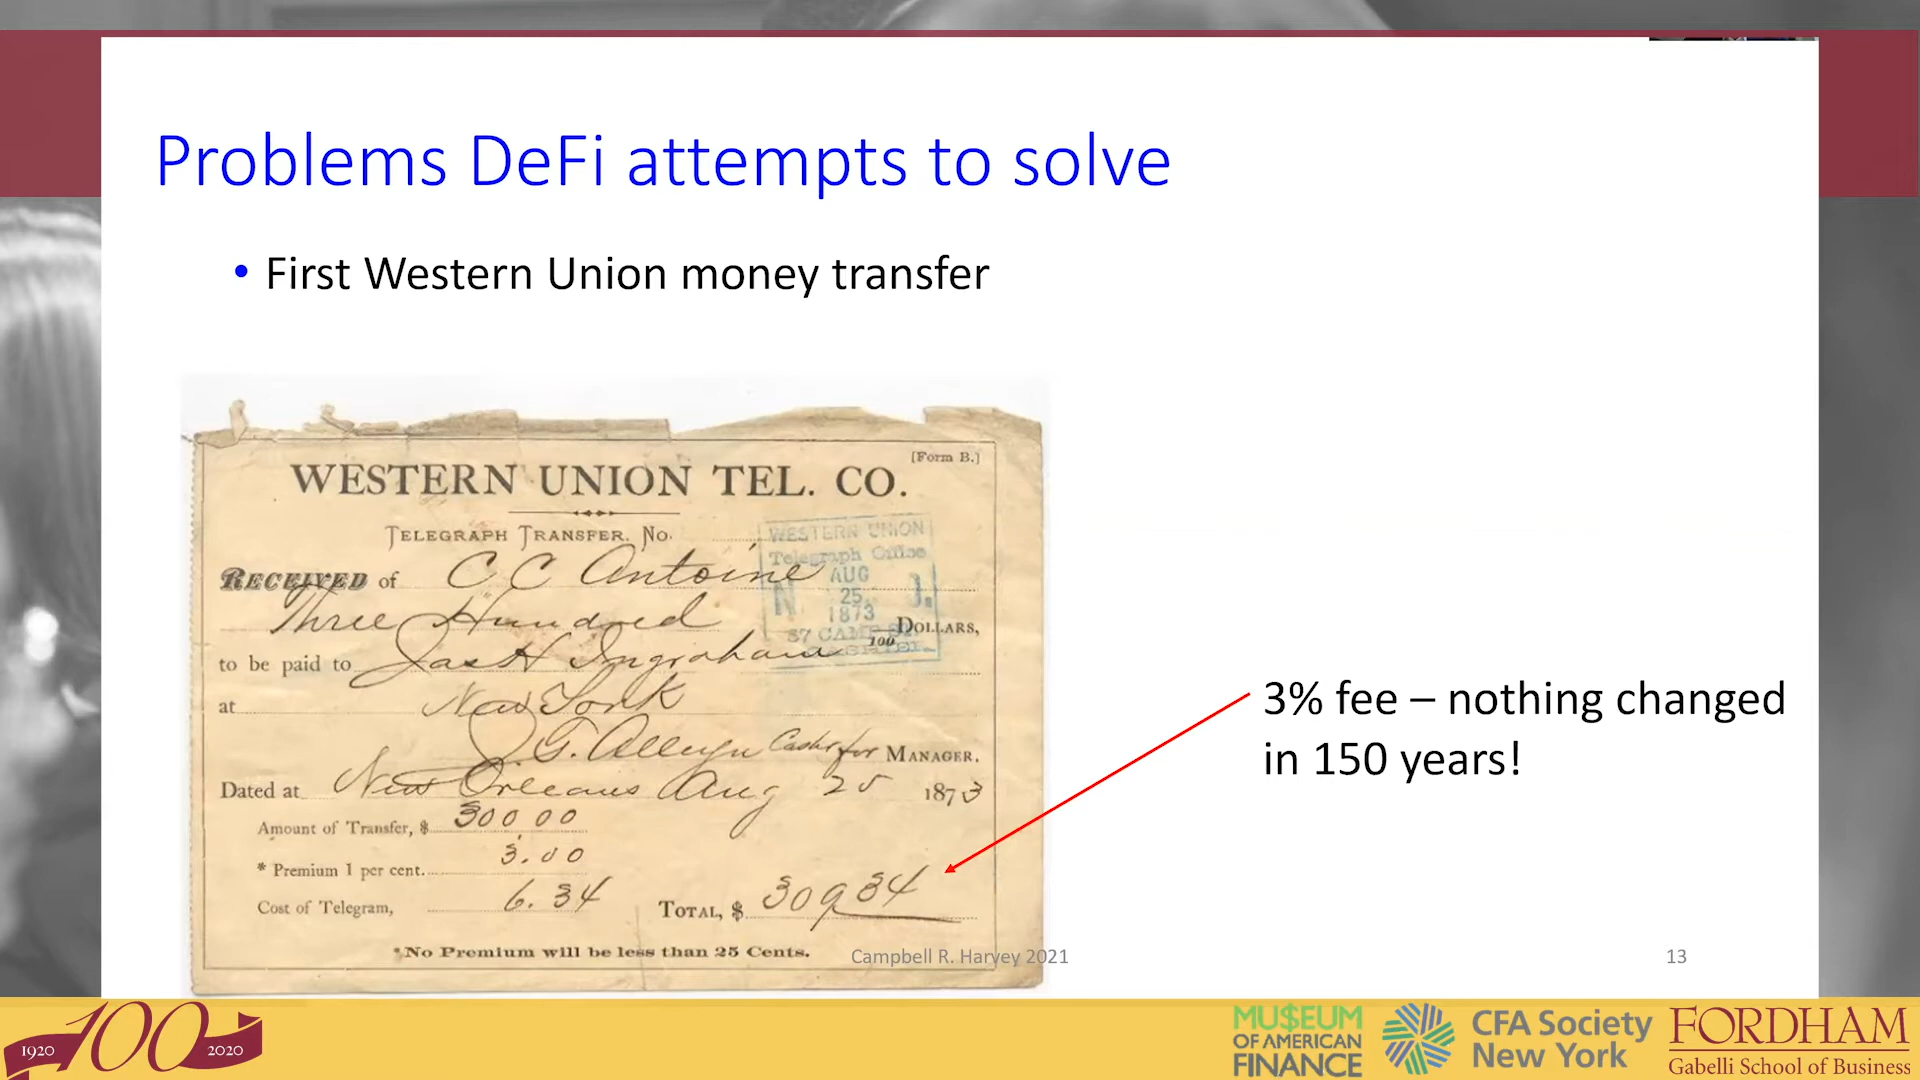 Problems DeFi attempts to solve
• First Western Union money transfer
[Form B.]
WESTERN UNION TEL. CO.
TELEGRAPH TRANSFER. No.
WESTERN UNION
Telegraph Office
AUG
25
1873
RECEIVED of C C Antoine
Three Hundred
100 DOLLARS,
to be paid to Jas H Ingraham
at New York
MANAGER.
Dated at New Orleans Aug 25 1873
Amount of Transfer, $ 300 00
* Premium 1 per cent. 3.00
Cost of Telegram, 6.34 TOTAL, $ 309 34
*No Premium will be less than 25 Cents.
3% fee – nothing changed
in 150 years!
Campbell R. Harvey 2021
13
1920 100 2020
MU$EUM
OF AMERICAN
FINANCE
CFA Society
New York
FORDHAM
Gabelli School of Business